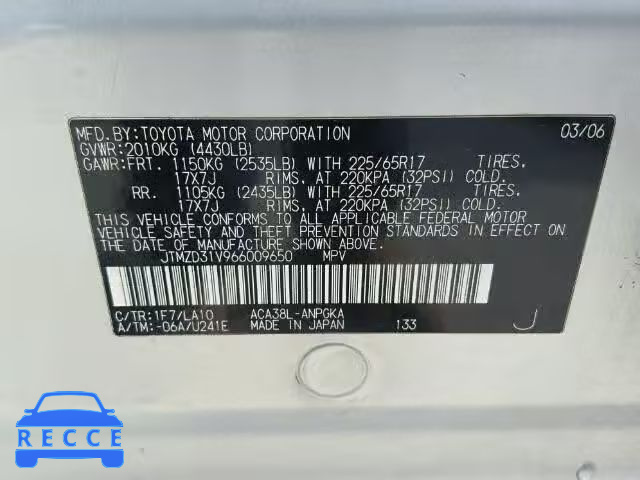 MFD.BY:TOYOTA MOTOR CORPORATION 03/06
GVWR:2010KG (4430LB)
GAWR:FRT. 1150KG (2535LB) WITH 225/65R17 TIRES,
17X7J RIMS, AT 220KPA (32PSI) COLD.
RR. 1105KG (2435LB) WITH 225/65R17 TIRES,
17X7J RIMS, AT 220KPA (32PSI) COLD.
THIS VEHICLE CONFORMS TO ALL APPLICABLE FEDERAL MOTOR
VEHICLE SAFETY AND THEFT PREVENTION STANDARDS IN EFFECT
ON THE DATE OF MANUFACTURE SHOWN ABOVE.
JTMZD31V966009650 MPV
C/TR:1F7/LA10 ACA38L-ANPGKA
A/TM:-06A/U241E MADE IN JAPAN 133 J
RECCE